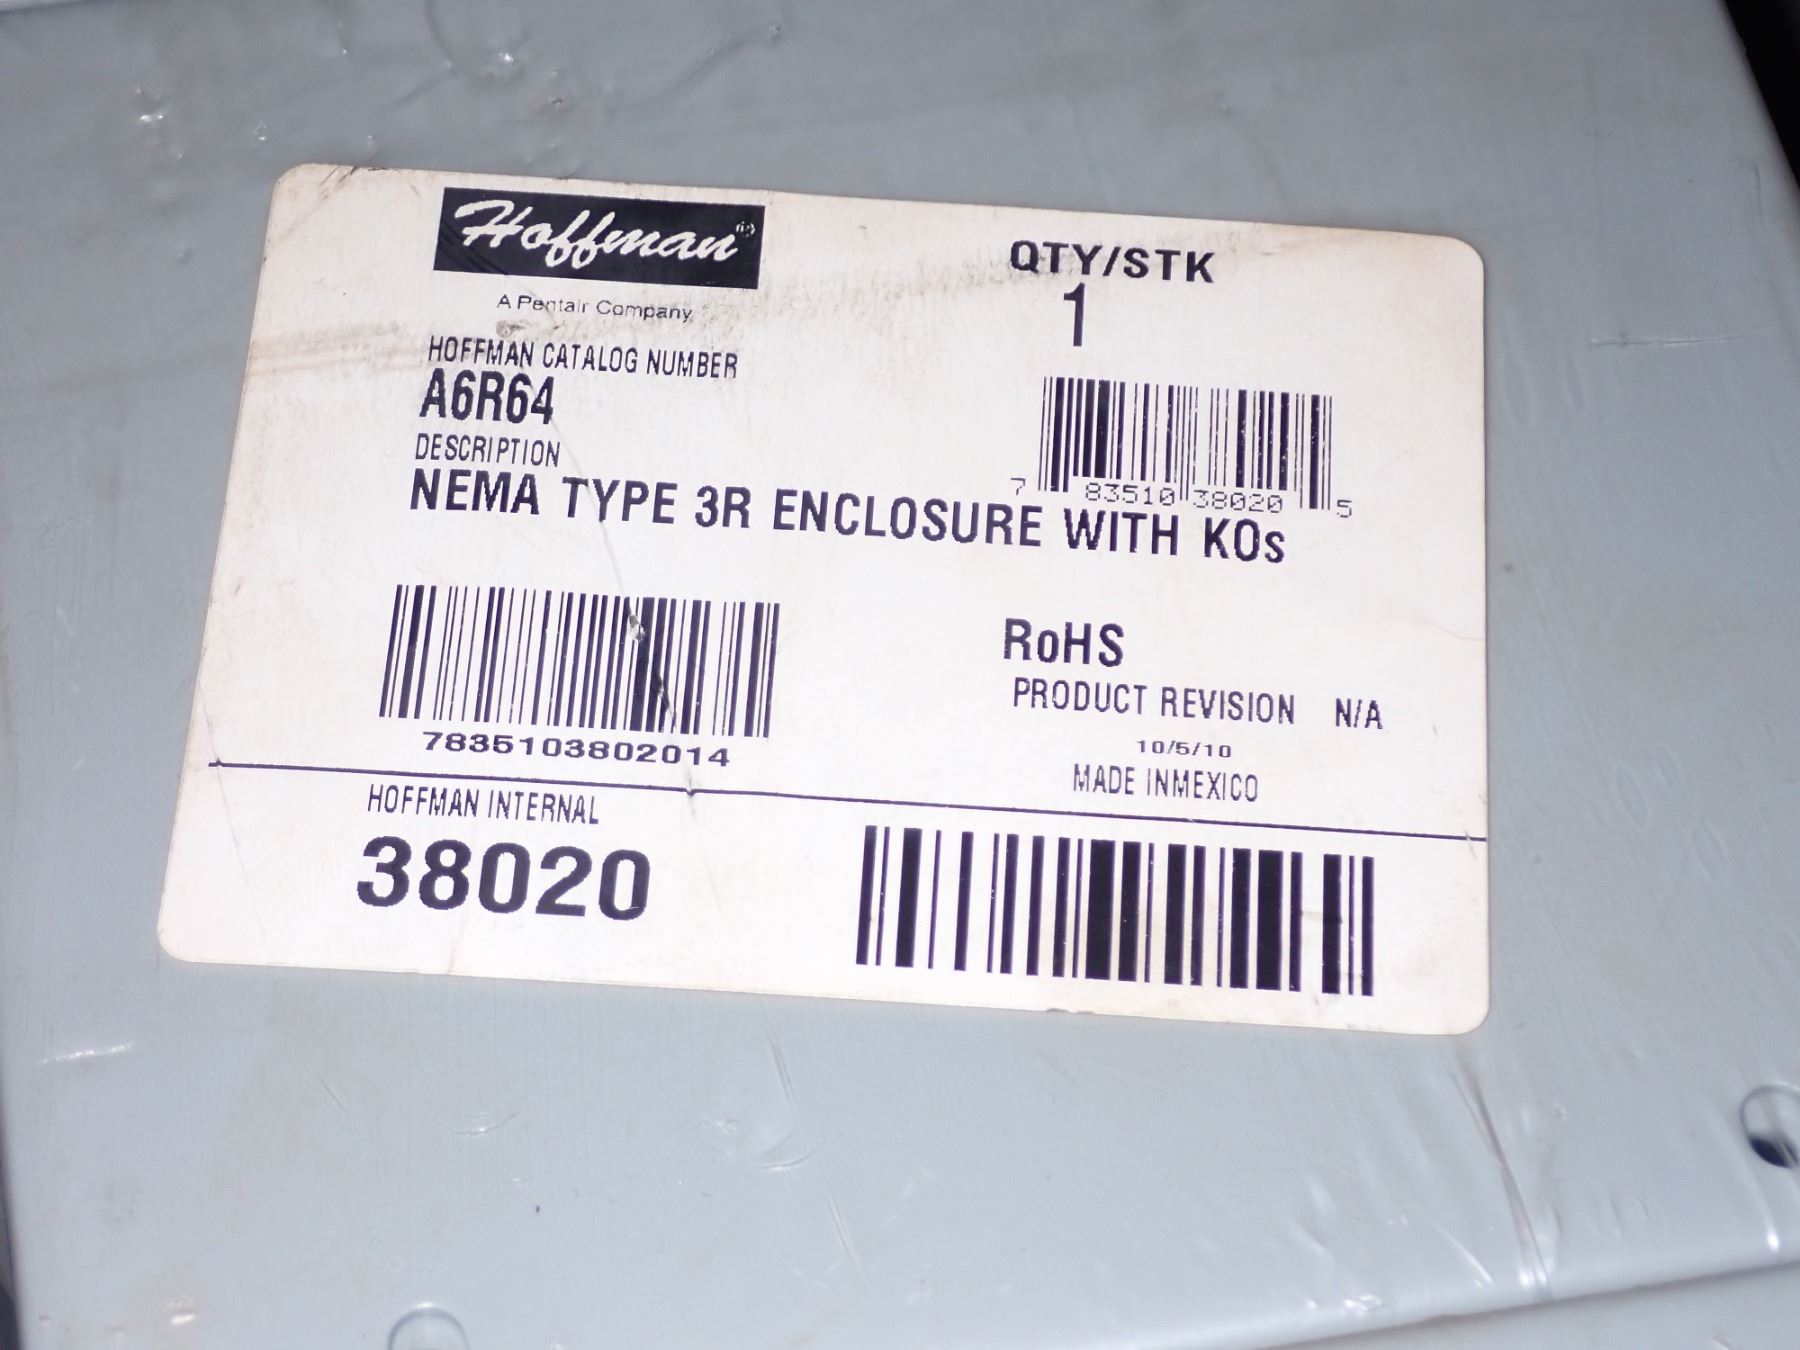 Hoffman®
A Pentair Company
QTY/STK
1
HOFFMAN CATALOG NUMBER
A6R64
DESCRIPTION
7 83510 38020 5
NEMA TYPE 3R ENCLOSURE WITH KOs
7835103802014
RoHS
PRODUCT REVISION N/A
10/5/10
MADE INMEXICO
HOFFMAN INTERNAL
38020